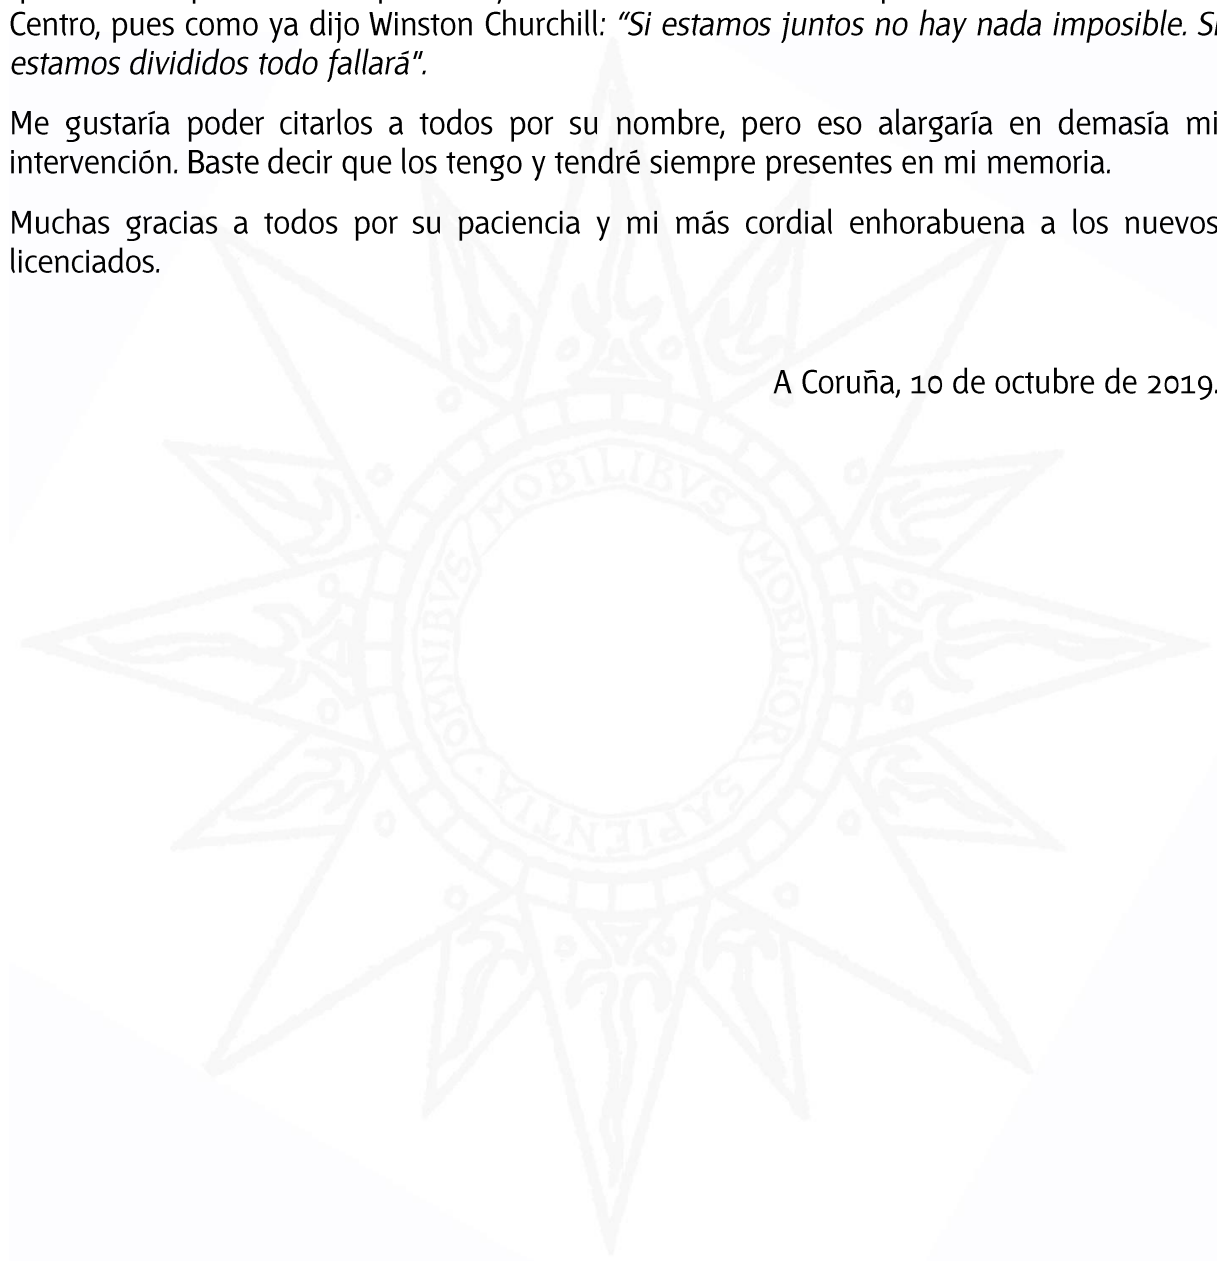 Centro, pues como ya dijo Winston Churchill: “Si estamos juntos no hay nada imposible. Si
estamos divididos todo fallará”.
Me gustaría poder citarlos a todos por su nombre, pero eso alargaría en demasía mi
intervención. Baste decir que los tengo y tendré siempre presentes en mi memoria.
Muchas gracias a todos por su paciencia y mi más cordial enhorabuena a los nuevos
licenciados.
A Coruña, 10 de octubre de 2019.
OMNIBVS MOBILIBVS MOBILIOR SAPIENTIA